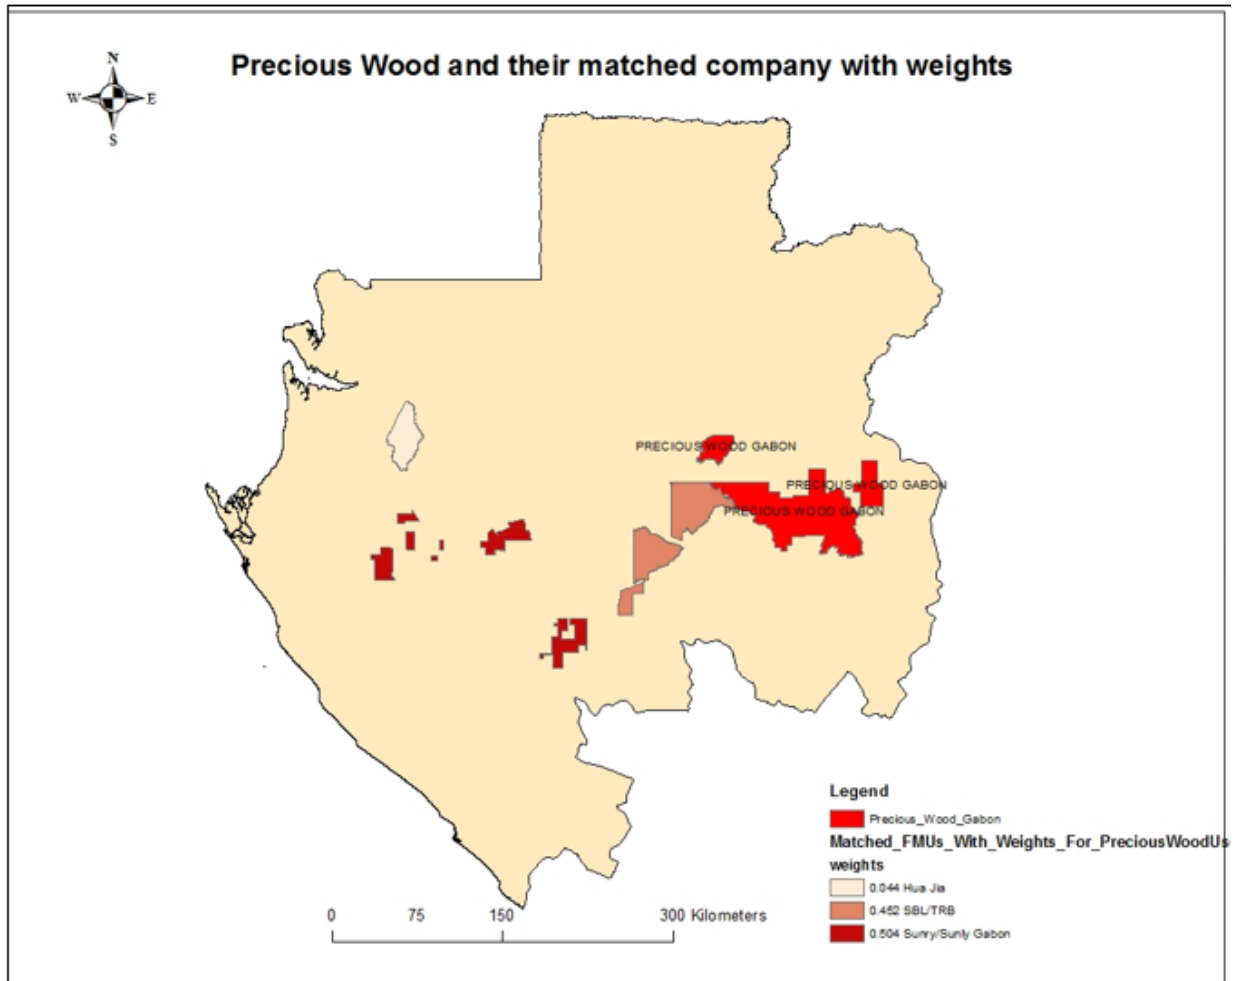 Precious Wood and their matched company with weights
N
W E
S
PRECIOUS WOOD GABON
PRECIOUS WOOD GABON
PRECIOUS WOOD GABON
Legend
Precious_Wood_Gabon
Matched_FMUs_With_Weights_For_PreciousWoodUs
weights
0.044 Hua Jia
0.452 SBL/TRB
0.504 Sunry/Sunly Gabon
0 75 150 300 Kilometers